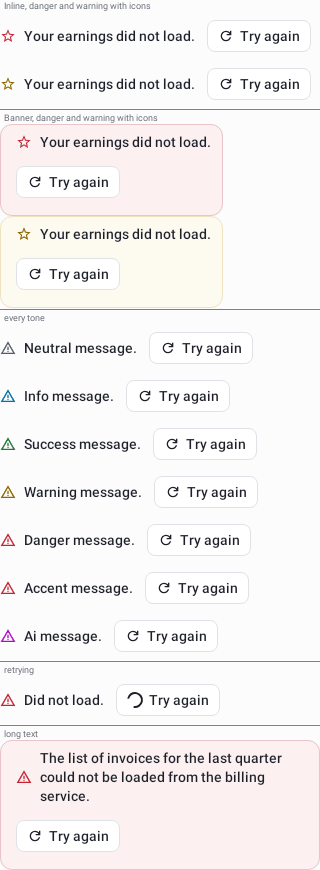 Inline, danger and warning with icons
Your earnings did not load. Try again
Your earnings did not load. Try again
Banner, danger and warning with icons
Your earnings did not load.
Try again
Your earnings did not load.
Try again
every tone
Neutral message. Try again
Info message. Try again
Success message. Try again
Warning message. Try again
Danger message. Try again
Accent message. Try again
Ai message. Try again
retrying
Did not load. Try again
long text
The list of invoices for the last quarter
could not be loaded from the billing
service.
Try again